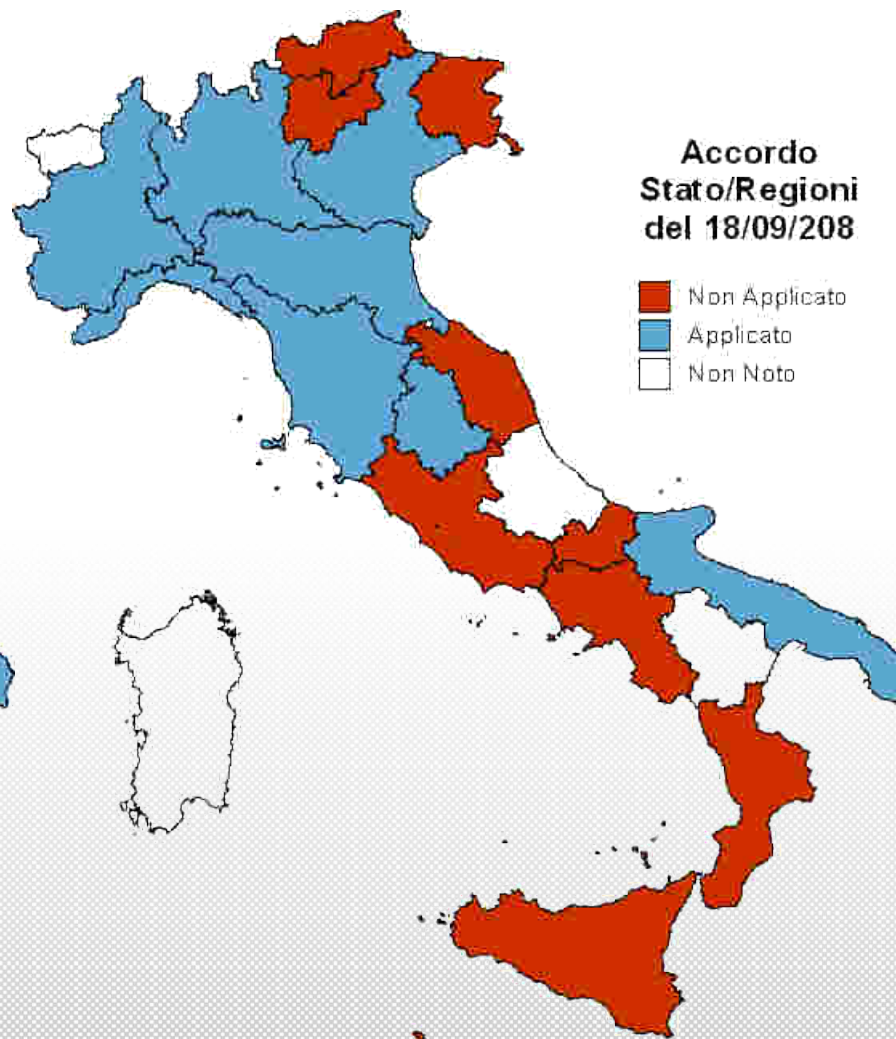 Accordo
Stato/Regioni
del 18/09/208
Non Applicato
Applicato
Non Noto